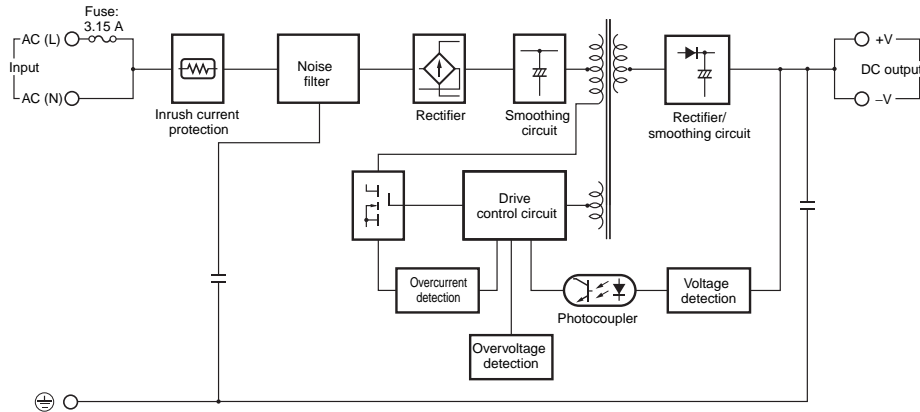 Fuse:
3.15 A
AC (L)
Input
AC (N)
Inrush current
protection
Noise
filter
Rectifier
Smoothing
circuit
Rectifier/
smoothing circuit
+V
DC output
–V
Drive
control circuit
Overcurrent
detection
Photocoupler
Voltage
detection
Overvoltage
detection